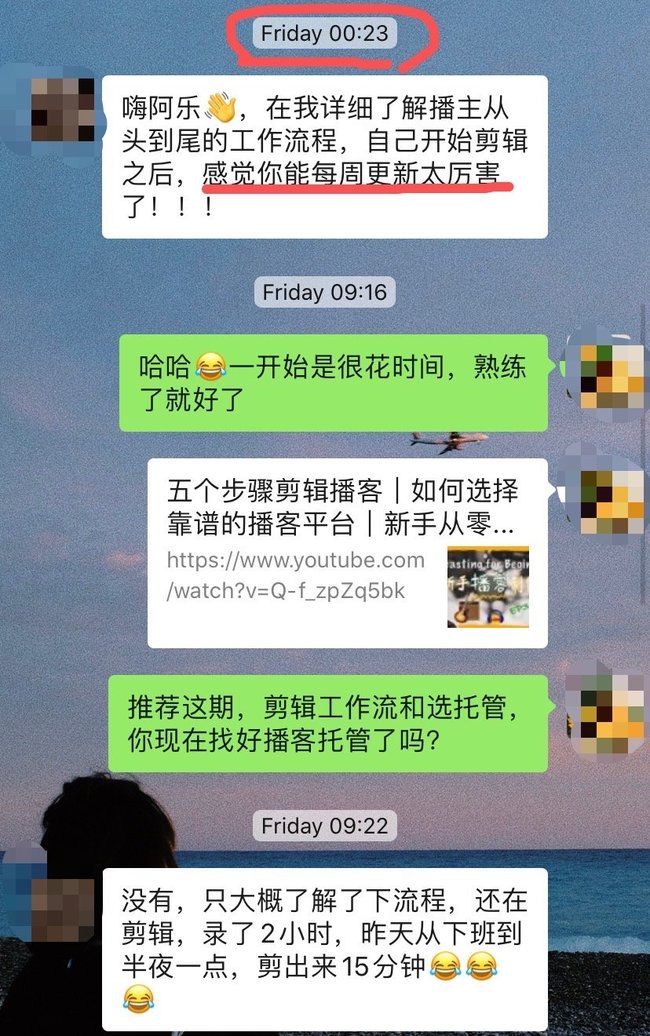 Friday 00:23
嗨阿乐👋，在我详细了解播主从
头到尾的工作流程，自己开始剪辑
之后，感觉你能每周更新太厉害
了！！！
Friday 09:16
哈哈😂一开始是很花时间，熟练
了就好了
五个步骤剪辑播客｜如何选择
靠谱的播客平台｜新手从零...
https://www.youtube.com
/watch?v=Q-f_zpZq5bk
asting for Begin
手播客
推荐这期，剪辑工作流和选托管，
你现在找好播客托管了吗？
Friday 09:22
没有，只大概了解了下流程，还在
剪辑，录了2小时，昨天从下班到
半夜一点，剪出来15分钟😂😂
😂